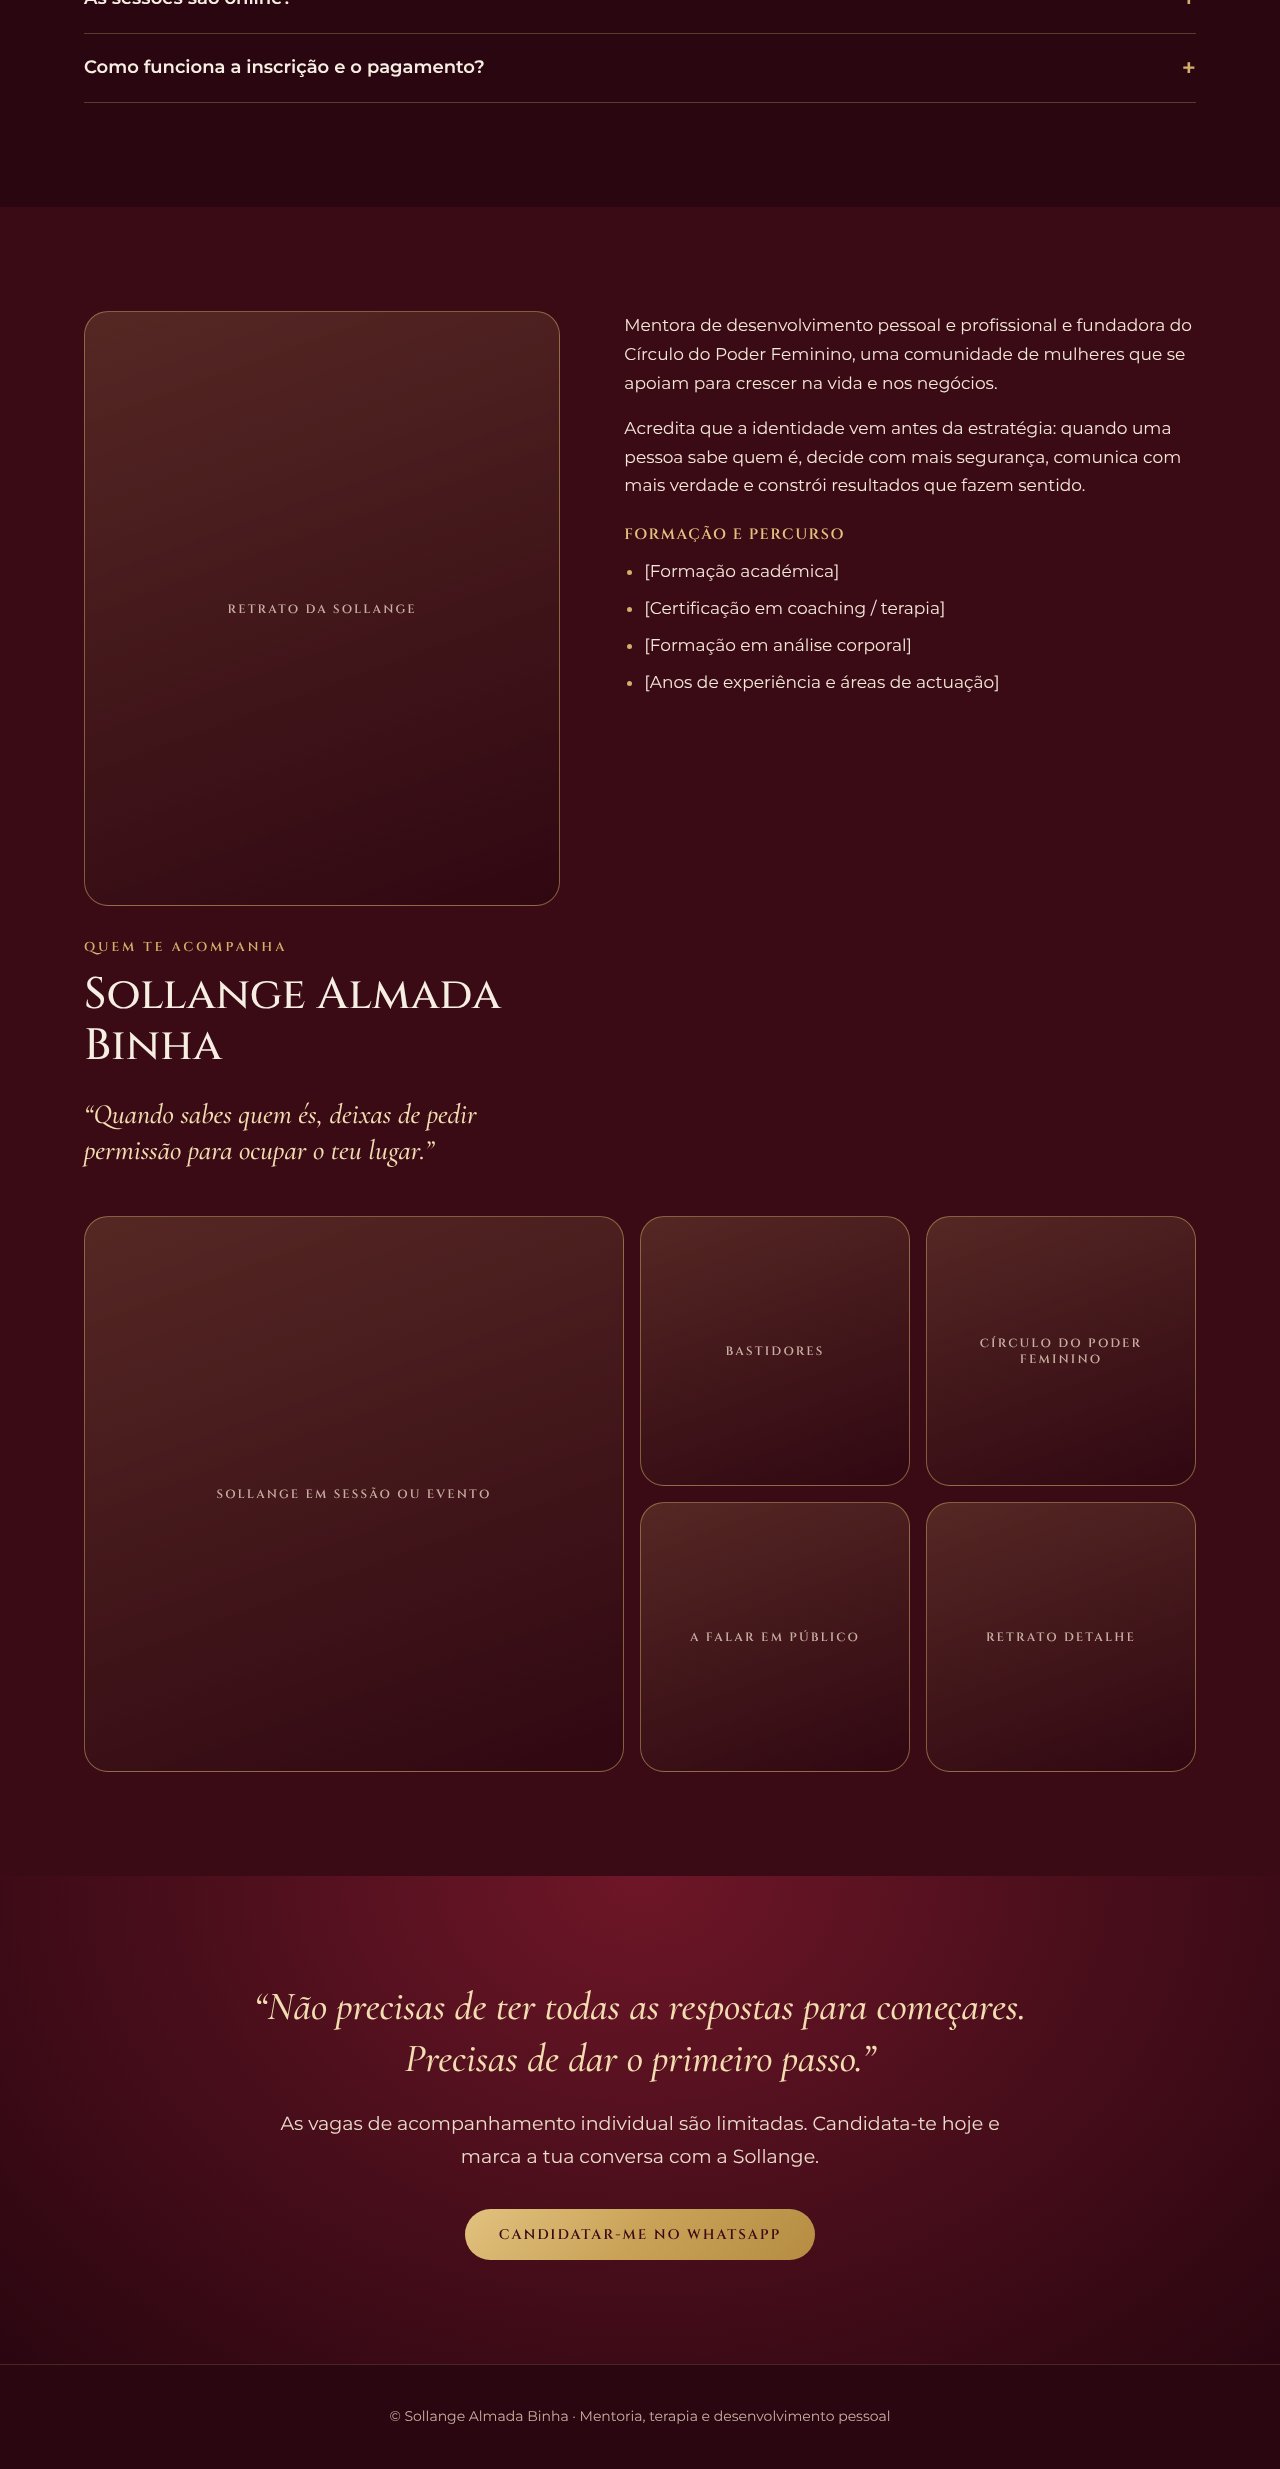 As sessões são online?
+
Como funciona a inscrição e o pagamento?
+
RETRATO DA SOLLANGE
QUEM TE ACOMPANHA
SOLLANGE ALMADA
BINHA
“Quando sabes quem és, deixas de pedir
permissão para ocupar o teu lugar.”
Mentora de desenvolvimento pessoal e profissional e fundadora do
Círculo do Poder Feminino, uma comunidade de mulheres que se
apoiam para crescer na vida e nos negócios.
Acredita que a identidade vem antes da estratégia: quando uma
pessoa sabe quem é, decide com mais segurança, comunica com
mais verdade e constrói resultados que fazem sentido.
FORMAÇÃO E PERCURSO
• [Formação académica]
• [Certificação em coaching / terapia]
• [Formação em análise corporal]
• [Anos de experiência e áreas de actuação]
SOLLANGE EM SESSÃO OU EVENTO
BASTIDORES
CÍRCULO DO PODER
FEMININO
A FALAR EM PÚBLICO
RETRATO DETALHE
“Não precisas de ter todas as respostas para começares.
Precisas de dar o primeiro passo.”
As vagas de acompanhamento individual são limitadas. Candidata-te hoje e
marca a tua conversa com a Sollange.
CANDIDATAR-ME NO WHATSAPP
© Sollange Almada Binha · Mentoria, terapia e desenvolvimento pessoal